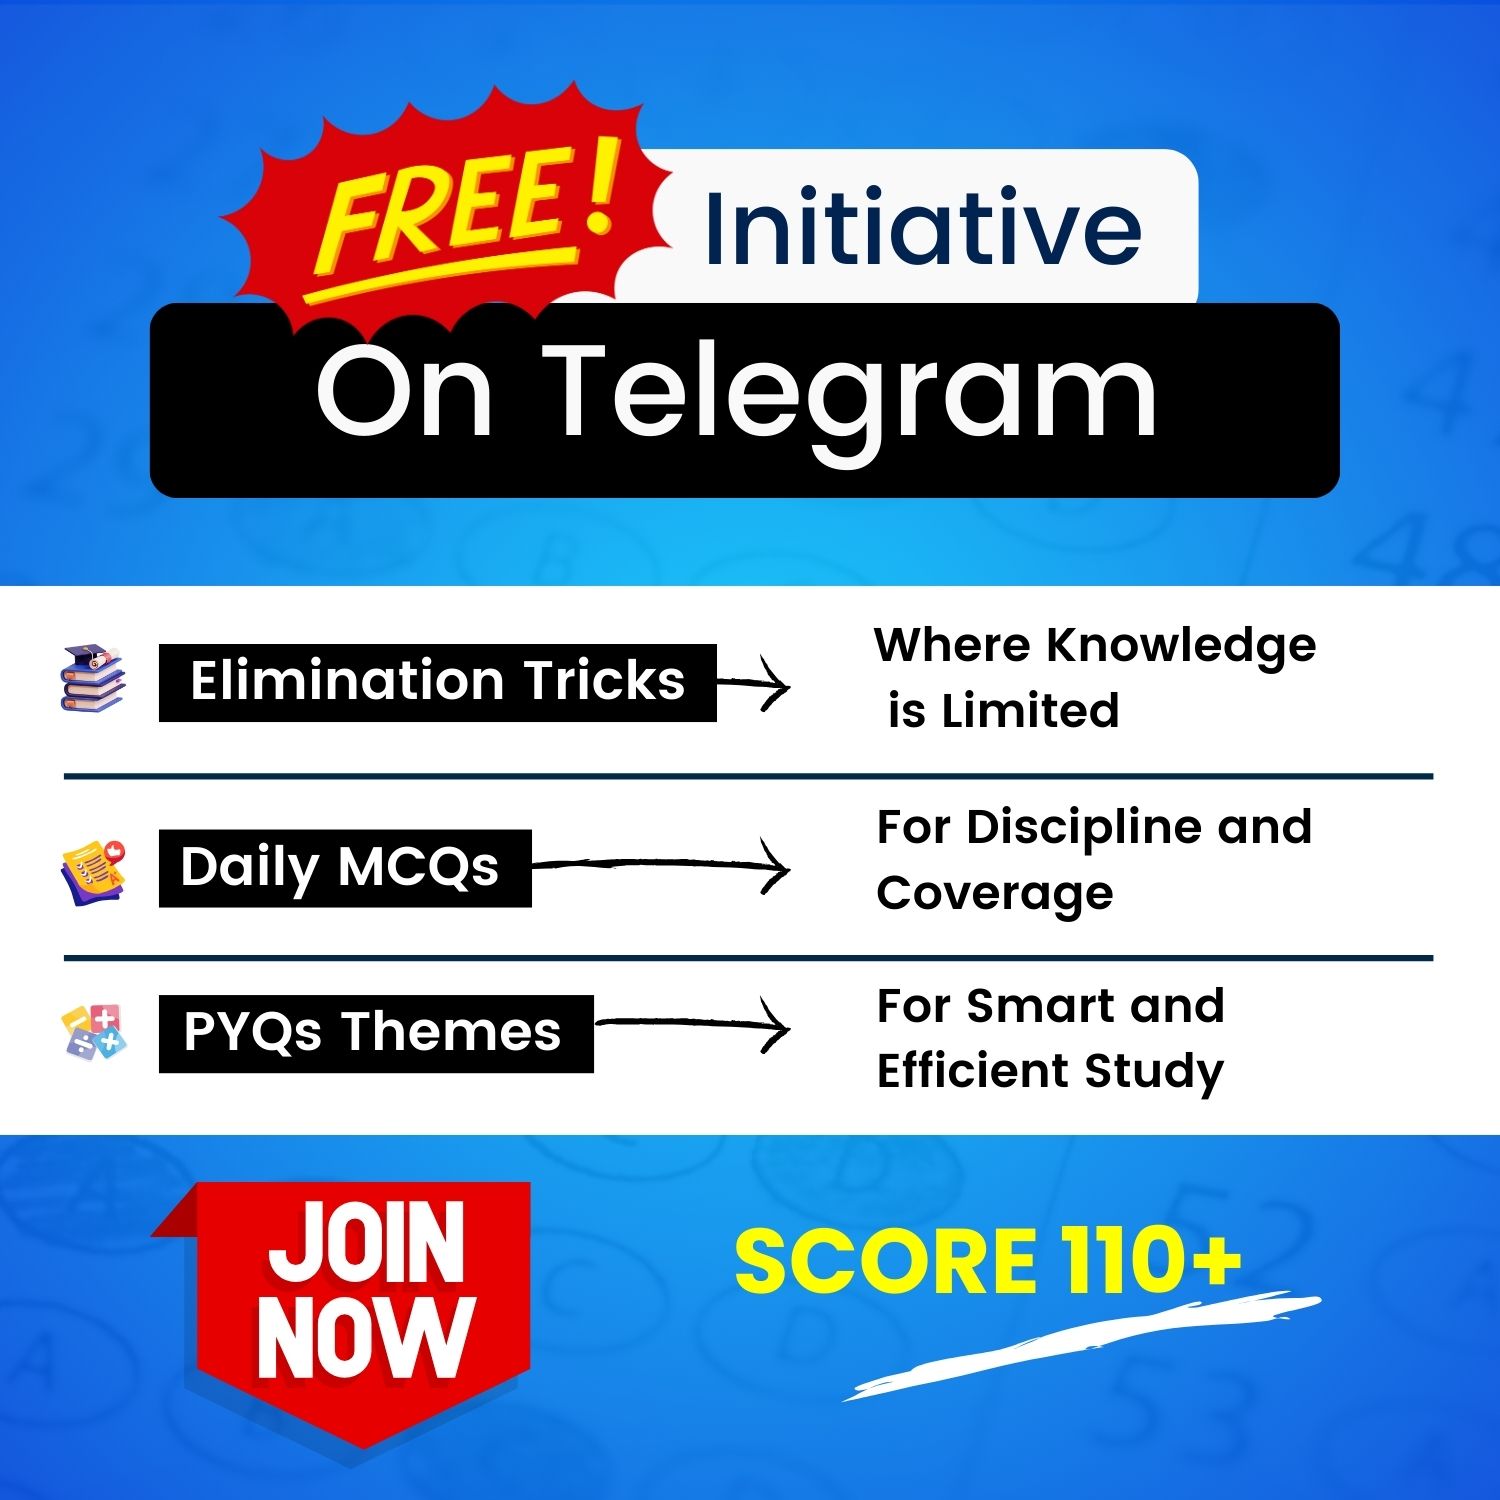 FREE!
Initiative
On Telegram
Elimination Tricks
Where Knowledge
is Limited
Daily MCQs
For Discipline and
Coverage
PYQs Themes
For Smart and
Efficient Study
JOIN
NOW
SCORE 110+